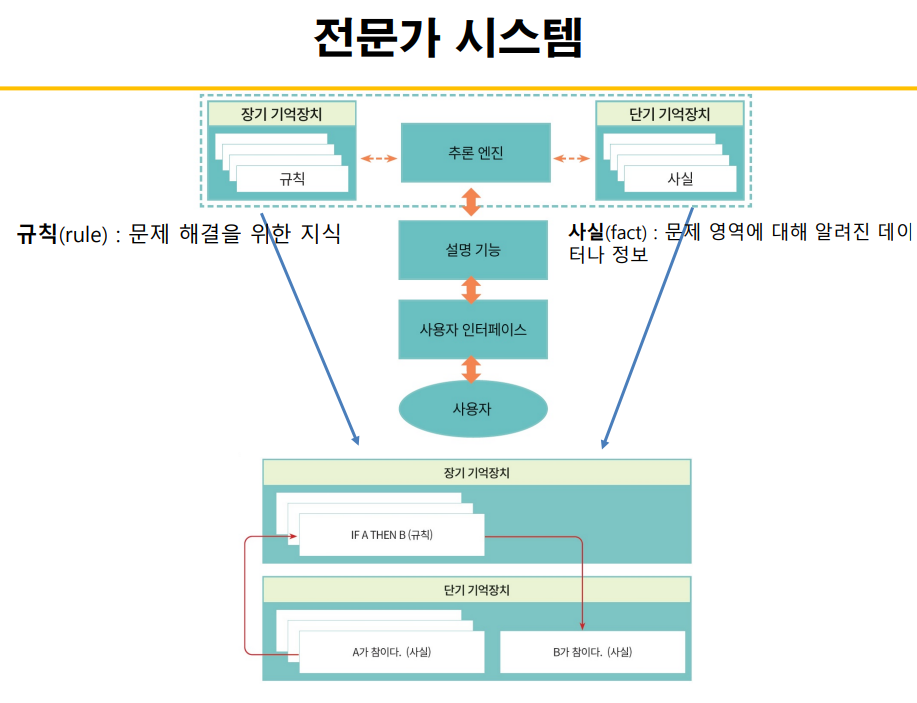 전문가 시스템
장기 기억장치
규칙
추론 엔진
단기 기억장치
사실
규칙(rule) : 문제 해결을 위한 지식
사실(fact) : 문제 영역에 대해 알려진 데이
터나 정보
설명 기능
사용자 인터페이스
사용자
장기 기억장치
IF A THEN B (규칙)
단기 기억장치
A가 참이다. (사실)
B가 참이다. (사실)